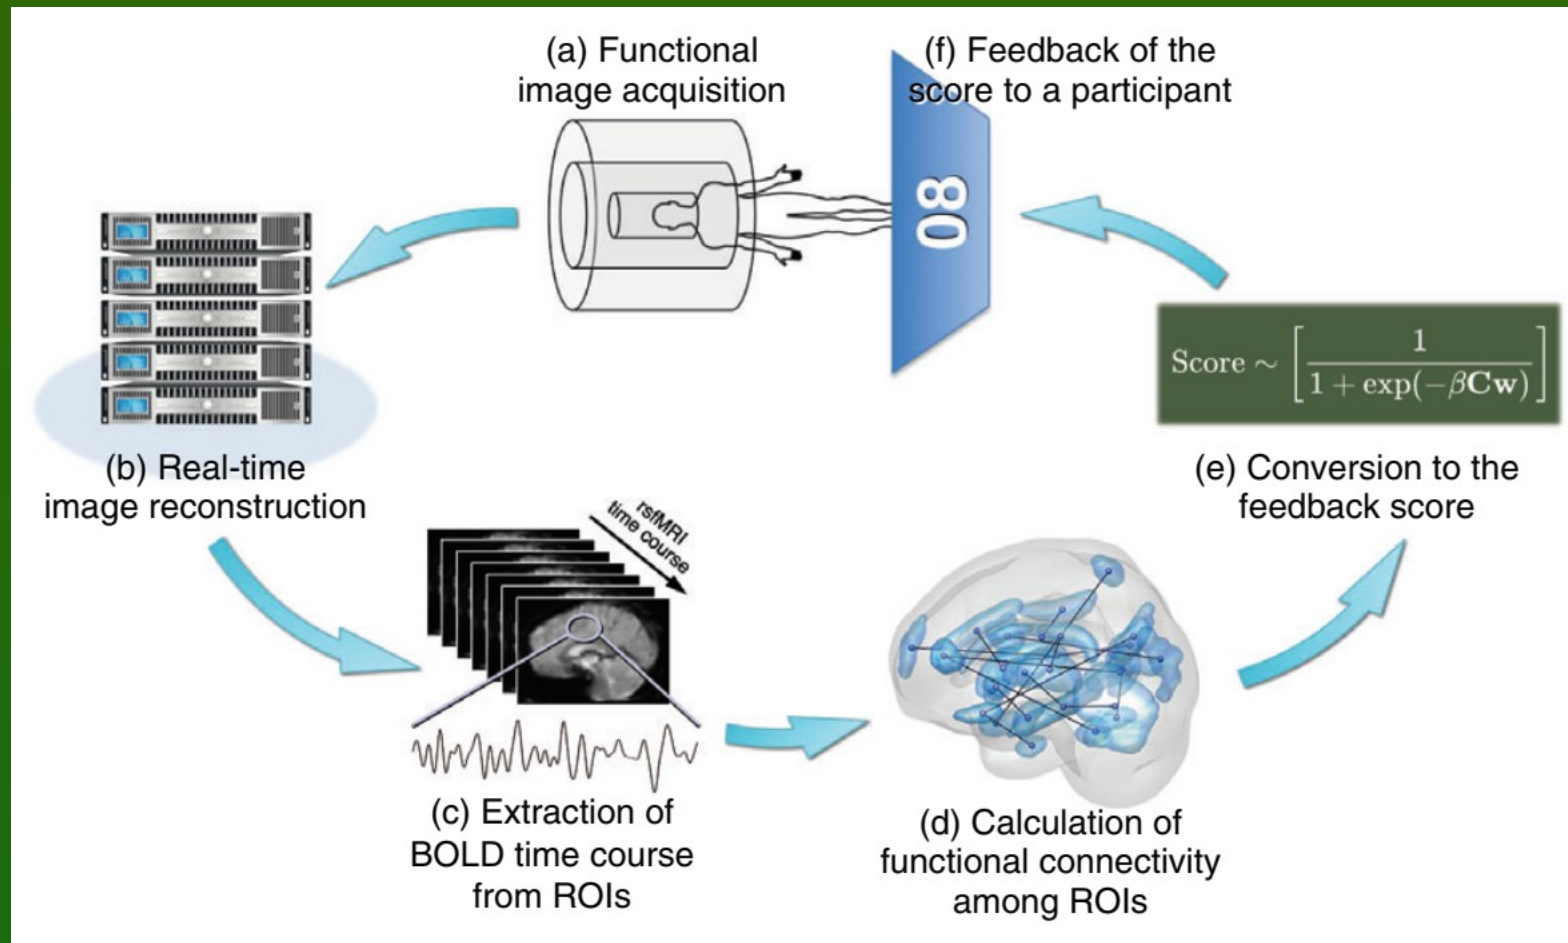 (a) Functional
image acquisition
(f) Feedback of the
score to a participant
80
Score ~ [1 / (1 + exp(−βCw))]
(b) Real-time
image reconstruction
(e) Conversion to the
feedback score
rsfMRI
time course
(c) Extraction of
BOLD time course
from ROIs
(d) Calculation of
functional connectivity
among ROIs